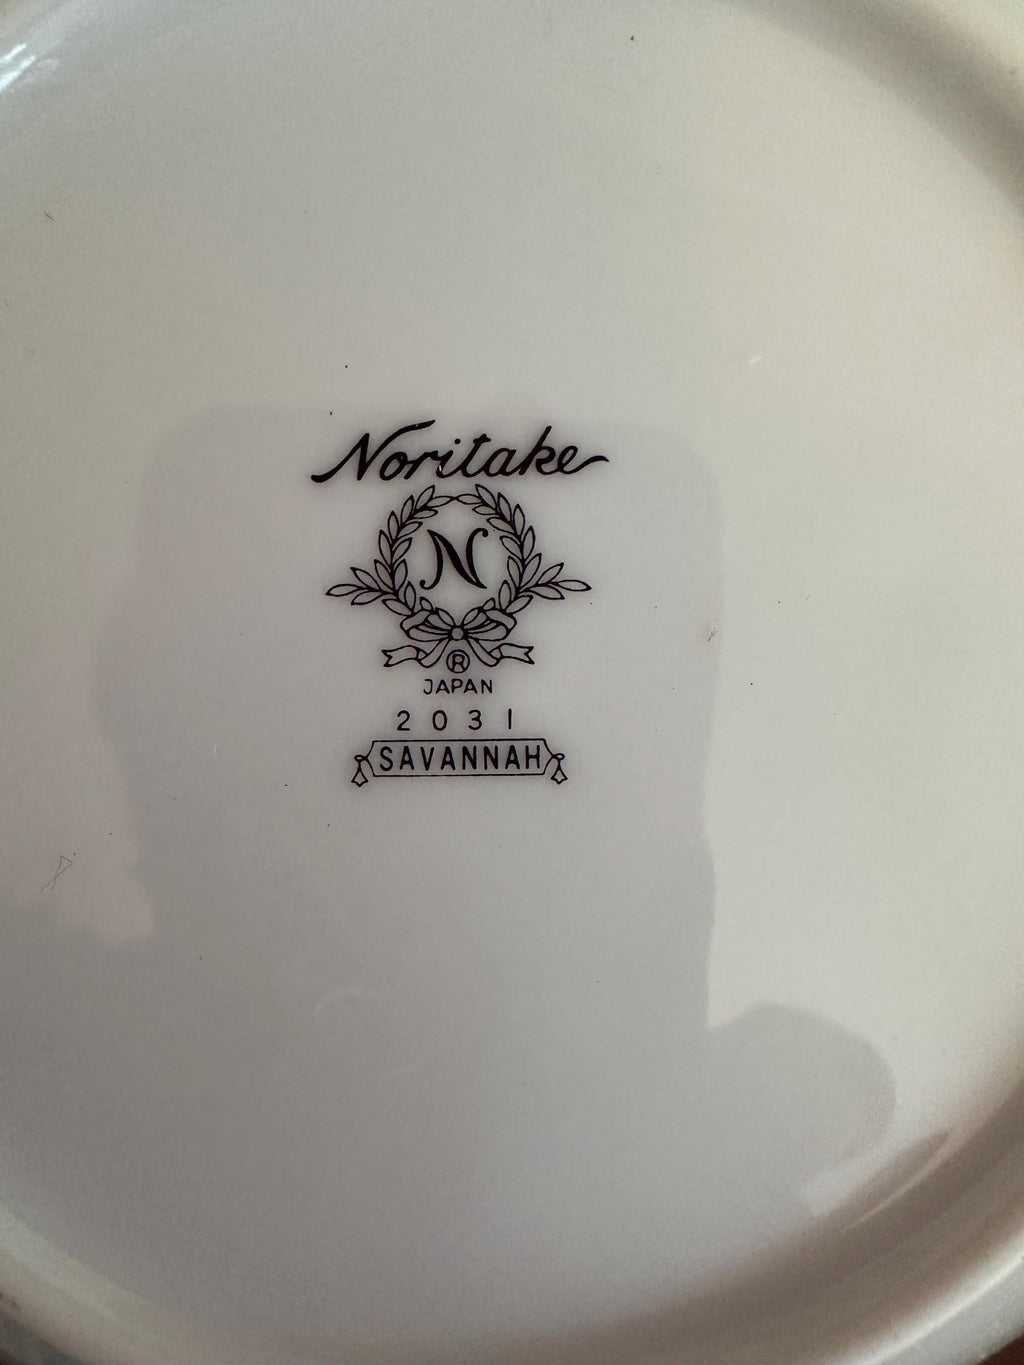 Noritake
N
®
JAPAN
2031
SAVANNAH